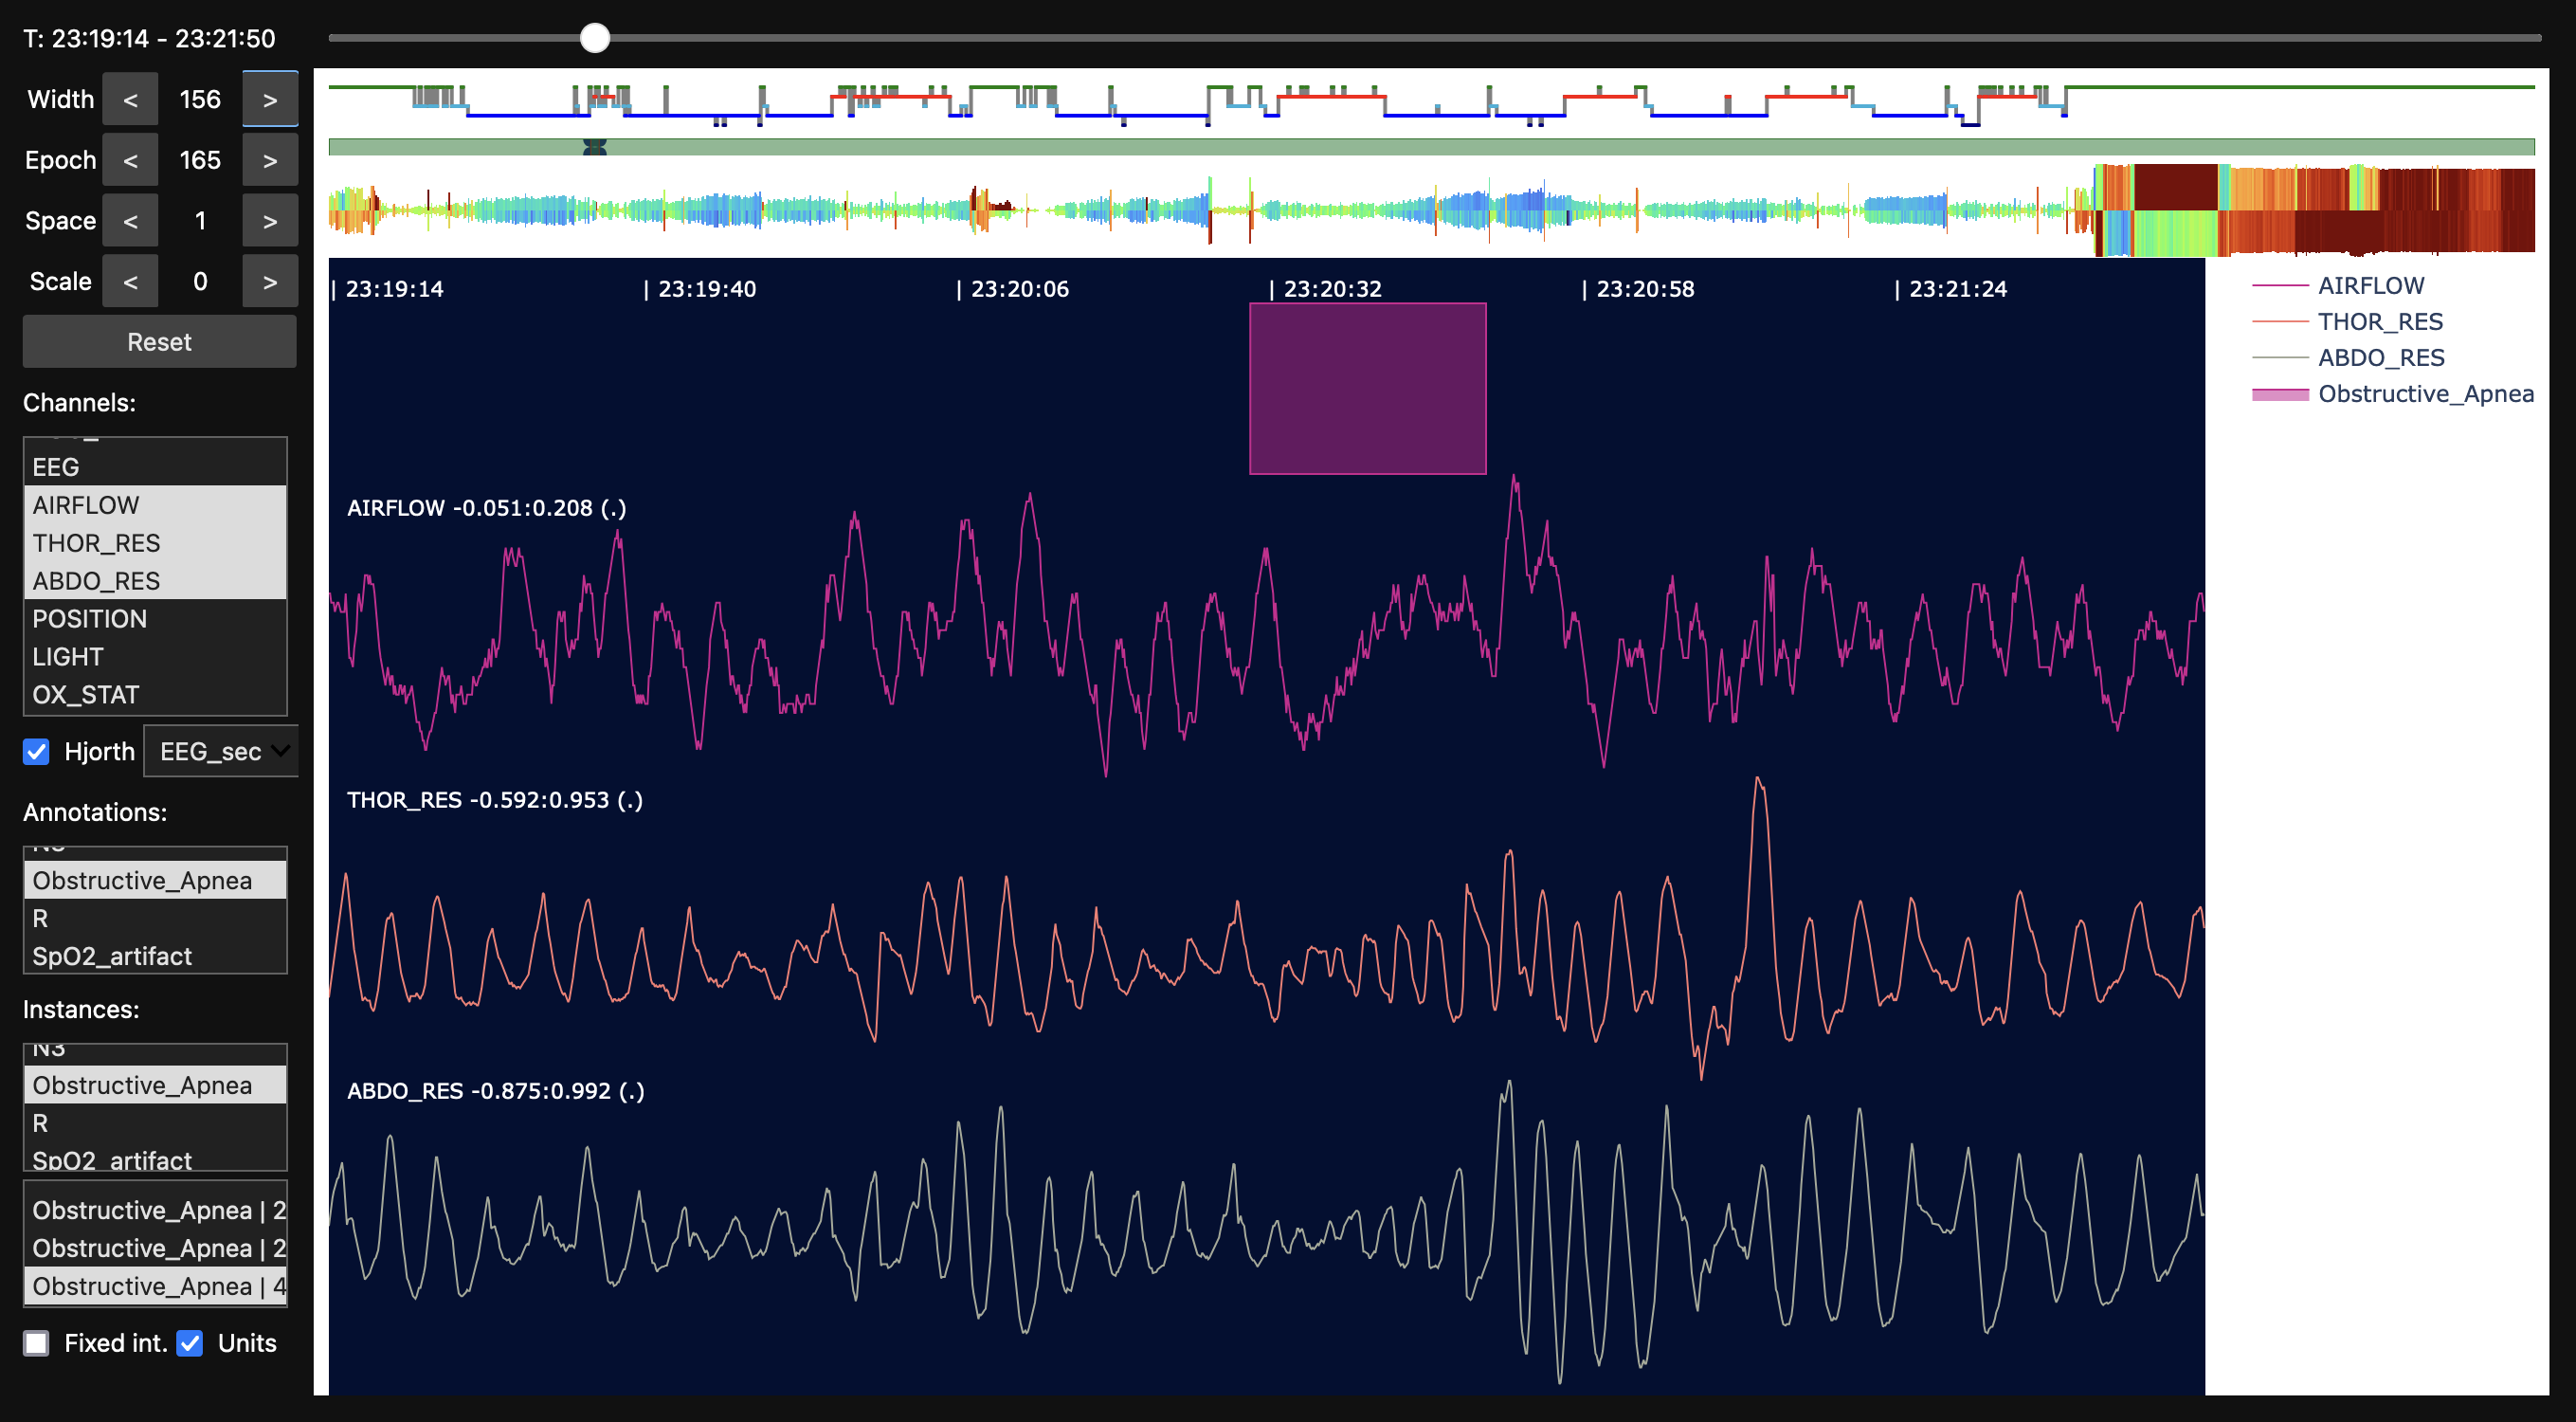 T: 23:19:14 - 23:21:50
Width < 156 >
Epoch < 165 >
Space < 1 >
Scale < 0 >
Reset
Channels:
EEG
AIRFLOW
THOR_RES
ABDO_RES
POSITION
LIGHT
OX_STAT
Hjorth EEG_sec
Annotations:
N3
Obstructive_Apnea
R
SpO2_artifact
Instances:
N3
Obstructive_Apnea
R
SpO2_artifact
Obstructive_Apnea | 2
Obstructive_Apnea | 2
Obstructive_Apnea | 4
Fixed int. Units
| 23:19:14 | 23:19:40 | 23:20:06 | 23:20:32 | 23:20:58 | 23:21:24
AIRFLOW -0.051:0.208 (.)
THOR_RES -0.592:0.953 (.)
ABDO_RES -0.875:0.992 (.)
AIRFLOW
THOR_RES
ABDO_RES
Obstructive_Apnea